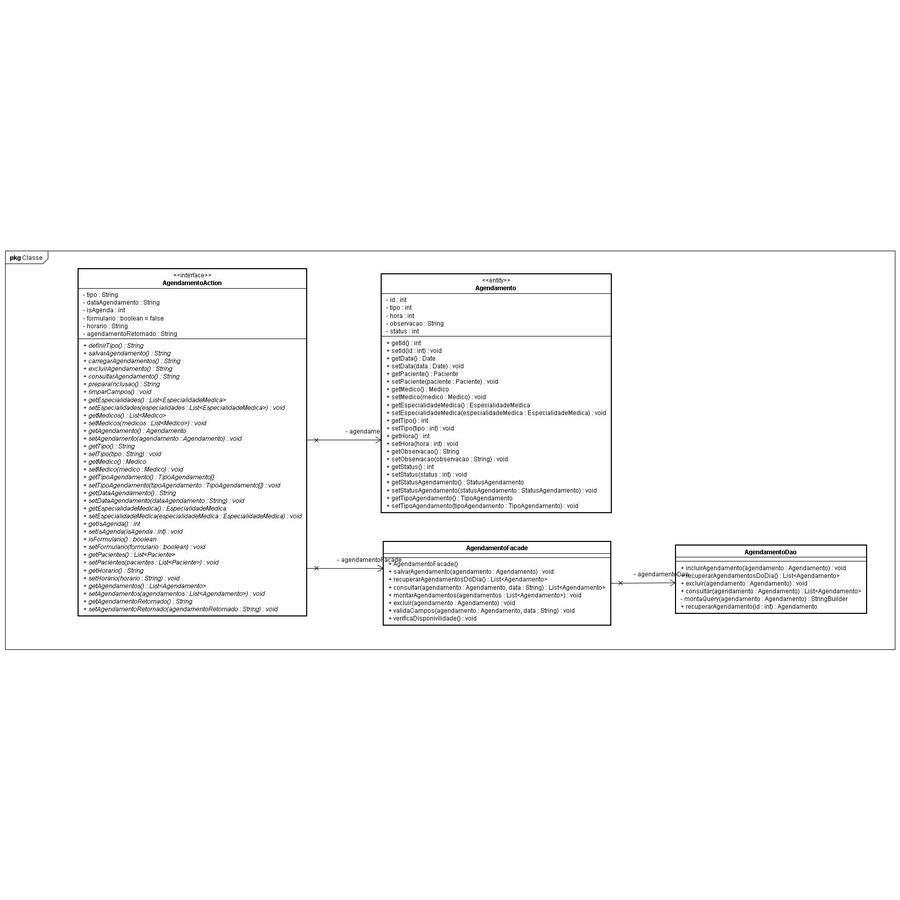 pkg Classe
<<interface>>
AgendamentoAction
- tipo : String
- dataAgendamento : String
- isAgenda : int
- formulario : boolean = false
- horario : String
- agendamentoRetornado : String
+ definirTipo() : String
+ salvarAgendamento() : String
+ carregarAgendamentos() : String
+ excluirAgendamento() : String
+ consultarAgendamento() : String
+ preparaInclusao() : String
+ limparCampos() : void
+ getEspecialidades() : List<EspecialidadeMedica>
+ setEspecialidades(especialidades : List<EspecialidadeMedica>) : void
+ getMedicos() : List<Medico>
+ setMedicos(medicos : List<Medico>) : void
+ getAgendamento() : Agendamento
+ setAgendamento(agendamento : Agendamento) : void
+ getTipo() : String
+ setTipo(tipo : String) : void
+ getMedico() : Medico
+ setMedico(medico : Medico) : void
+ getTipoAgendamento() : TipoAgendamento[]
+ setTipoAgendamento(tipoAgendamento : TipoAgendamento[]) : void
+ getDataAgendamento() : String
+ setDataAgendamento(dataAgendamento : String) : void
+ getEspecialidadeMedica() : EspecialidadeMedica
+ setEspecialidadeMedica(especialidadeMedica : EspecialidadeMedica) : void
+ getIsAgenda() : int
+ setIsAgenda(isAgenda : int) : void
+ isFormulario() : boolean
+ setFormulario(formulario : boolean) : void
+ getPacientes() : List<Paciente>
+ setPacientes(pacientes : List<Paciente>) : void
+ getHorario() : String
+ setHorario(horario : String) : void
+ getAgendamentos() : List<Agendamento>
+ setAgendamentos(agendamentos : List<Agendamento>) : void
+ getAgendamentoRetornado() : String
+ setAgendamentoRetornado(agendamentoRetornado : String) : void
- agendame
<<entity>>
Agendamento
- id : int
- tipo : int
- hora : int
- observacao : String
- status : int
+ getId() : int
+ setId(id : int) : void
+ getData() : Date
+ setData(data : Date) : void
+ getPaciente() : Paciente
+ setPaciente(paciente : Paciente) : void
+ getMedico() : Medico
+ setMedico(medico : Medico) : void
+ getEspecialidadeMedica() : EspecialidadeMedica
+ setEspecialidadeMedica(especialidadeMedica : EspecialidadeMedica) : void
+ getTipo() : int
+ setTipo(tipo : int) : void
+ getHora() : int
+ setHora(hora : int) : void
+ getObservacao() : String
+ setObservacao(observacao : String) : void
+ getStatus() : int
+ setStatus(status : int) : void
+ getStatusAgendamento() : StatusAgendamento
+ setStatusAgendamento(statusAgendamento : StatusAgendamento) : void
+ getTipoAgendamento() : TipoAgendamento
+ setTipoAgendamento(tipoAgendamento : TipoAgendamento) : void
- agendamentoFacade
AgendamentoFacade
+ AgendamentoFacade()
+ salvarAgendamento(agendamento : Agendamento) : void
+ recuperarAgendamentosDoDia() : List<Agendamento>
+ consultar(agendamento : Agendamento, data : String) : List<Agendamento>
+ montarAgendamentos(agendamentos : List<Agendamento>) : void
+ excluir(agendamento : Agendamento) : void
+ validaCampos(agendamento : Agendamento, data : String) : void
+ verificaDisponivilidade() : void
- agendamentoDao
AgendamentoDao
+ incluirAgendamento(agendamento : Agendamento) : void
+ recuperarAgendamentosDoDia() : List<Agendamento>
+ excluir(agendamento : Agendamento) : void
+ consultar(agendamento : Agendamento) : List<Agendamento>
- montaQuery(agendamento : Agendamento) : StringBuilder
+ recuperarAgendamento(id : int) : Agendamento